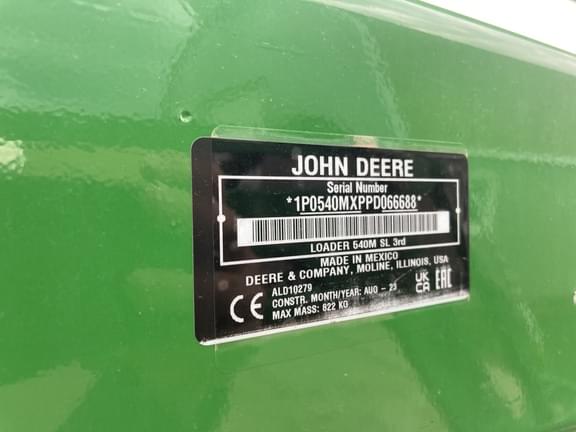 JOHN DEERE
Serial Number
*1P0540MXPPD066688*
LOADER 540M SL 3rd
MADE IN MEXICO
DEERE & COMPANY, MOLINE, ILLINOIS, USA
ALD10279
CONSTR. MONTH/YEAR: AUG - 23
MAX MASS: 822 KG
CE
UK
CA
EAC